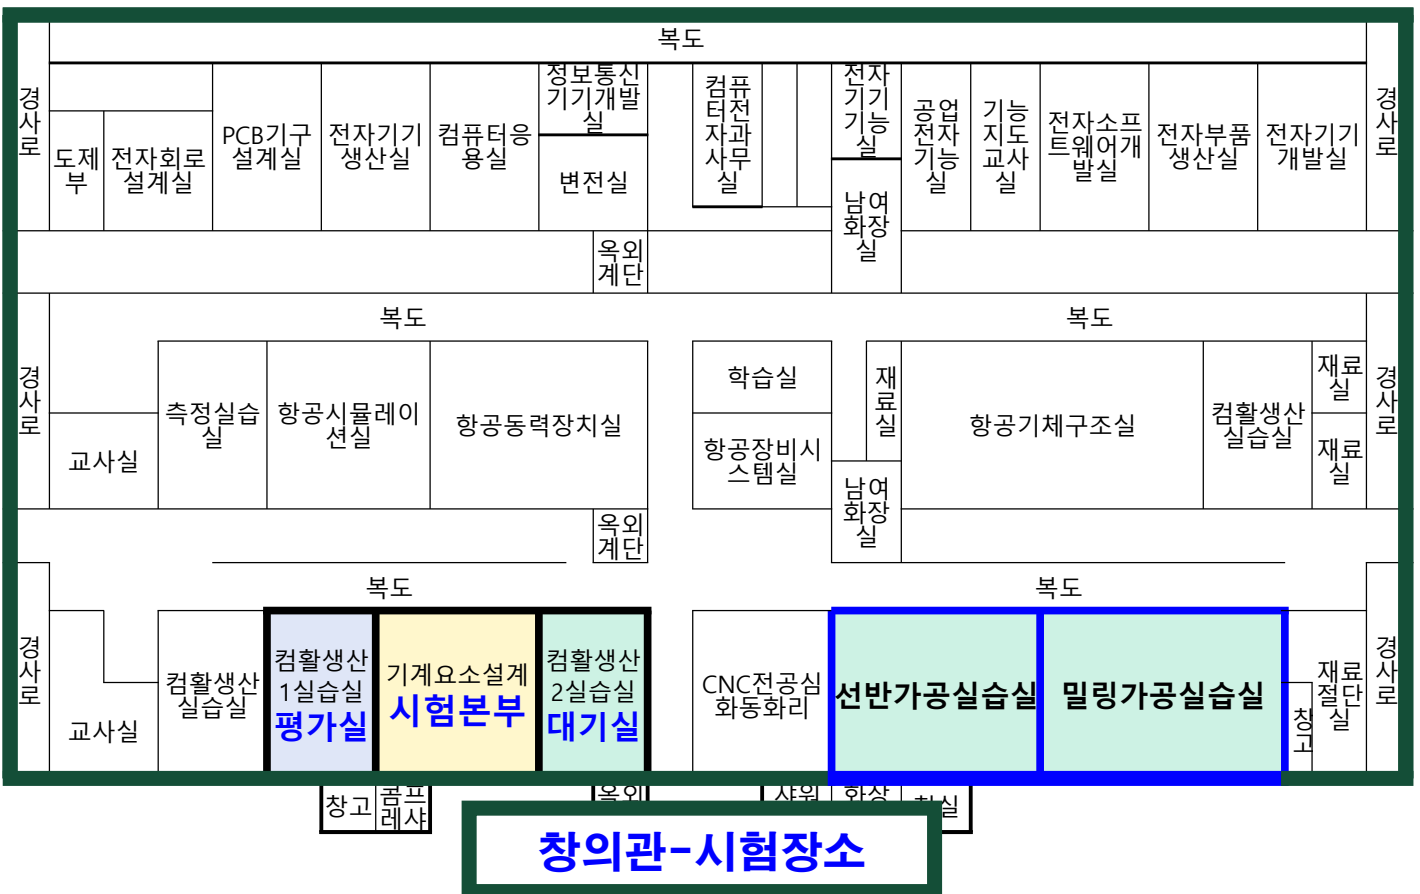 복도
경
사
로
도제
부
전자회로
설계실
PCB기구
설계실
전자기기
생산실
컴퓨터응
용실
정보통신
기기개발
실
변전실
컴퓨
터전
자과
사무
실
전자
기기
기능
실
남여
화장
실
공업
전자
기능
실
기능
지도
교사
실
전자소프
트웨어개
발실
전자부품
생산실
전자기기
개발실
경
사
로
옥외
계단
복도
복도
경
사
로
교사실
측정실습
실
항공시뮬레이
션실
항공동력장치실
학습실
항공장비시
스템실
재
료
실
남여
화장
실
항공기체구조실
컴활생산
실습실
재료
실
재료
실
경
사
로
옥외
계단
복도
복도
경
사
로
교사실
컴활생산
실습실
컴활생산
1실습실
평가실
기계요소설계
시험본부
컴활생산
2실습실
대기실
CNC전공심
화동화리
선반가공실습실
밀링가공실습실
창
고
재료
절단
실
경
사
로
창고
콤프
레샤
옥외
샤워
화장
실
창의관-시험장소